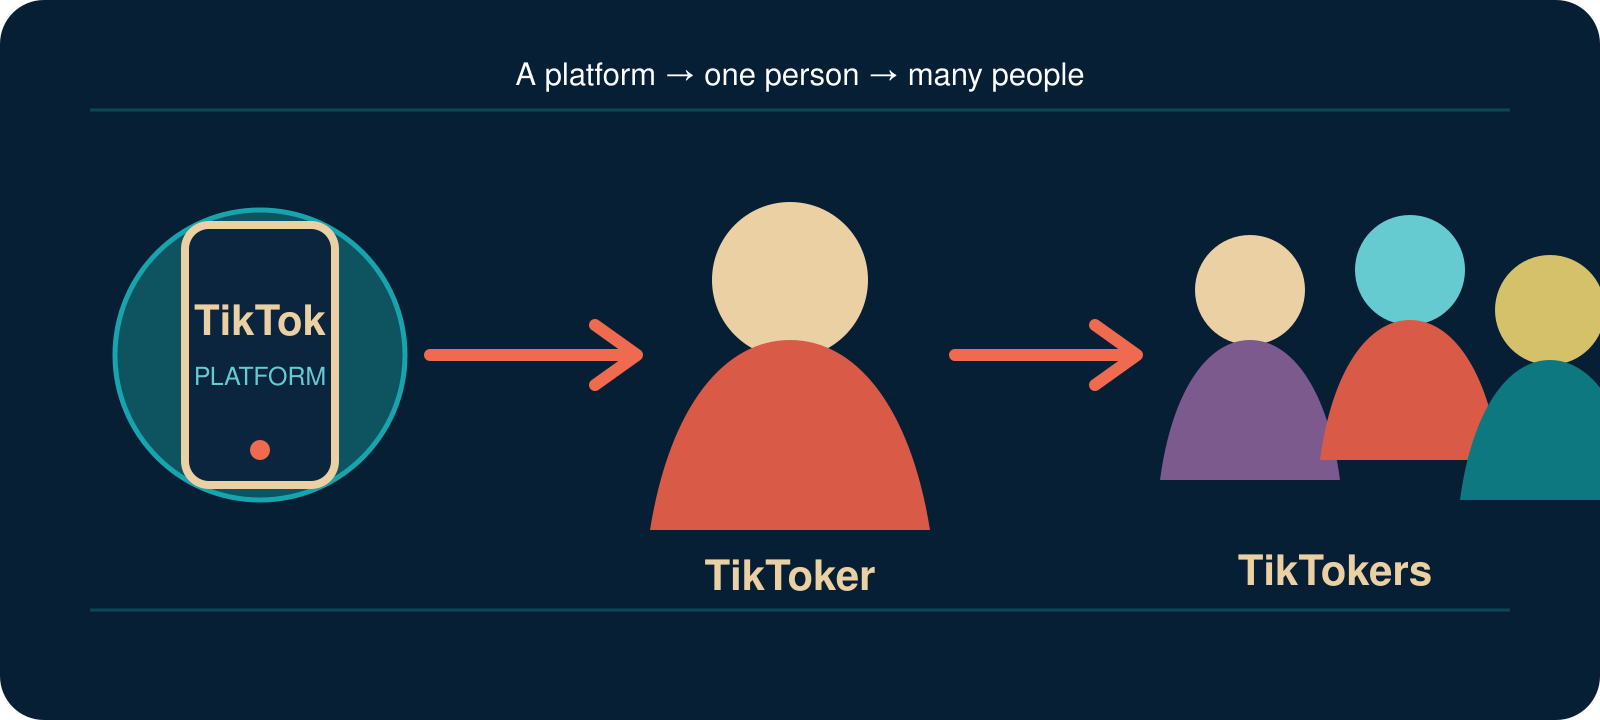 A platform → one person → many people
TikTok
PLATFORM
TikToker
TikTokers